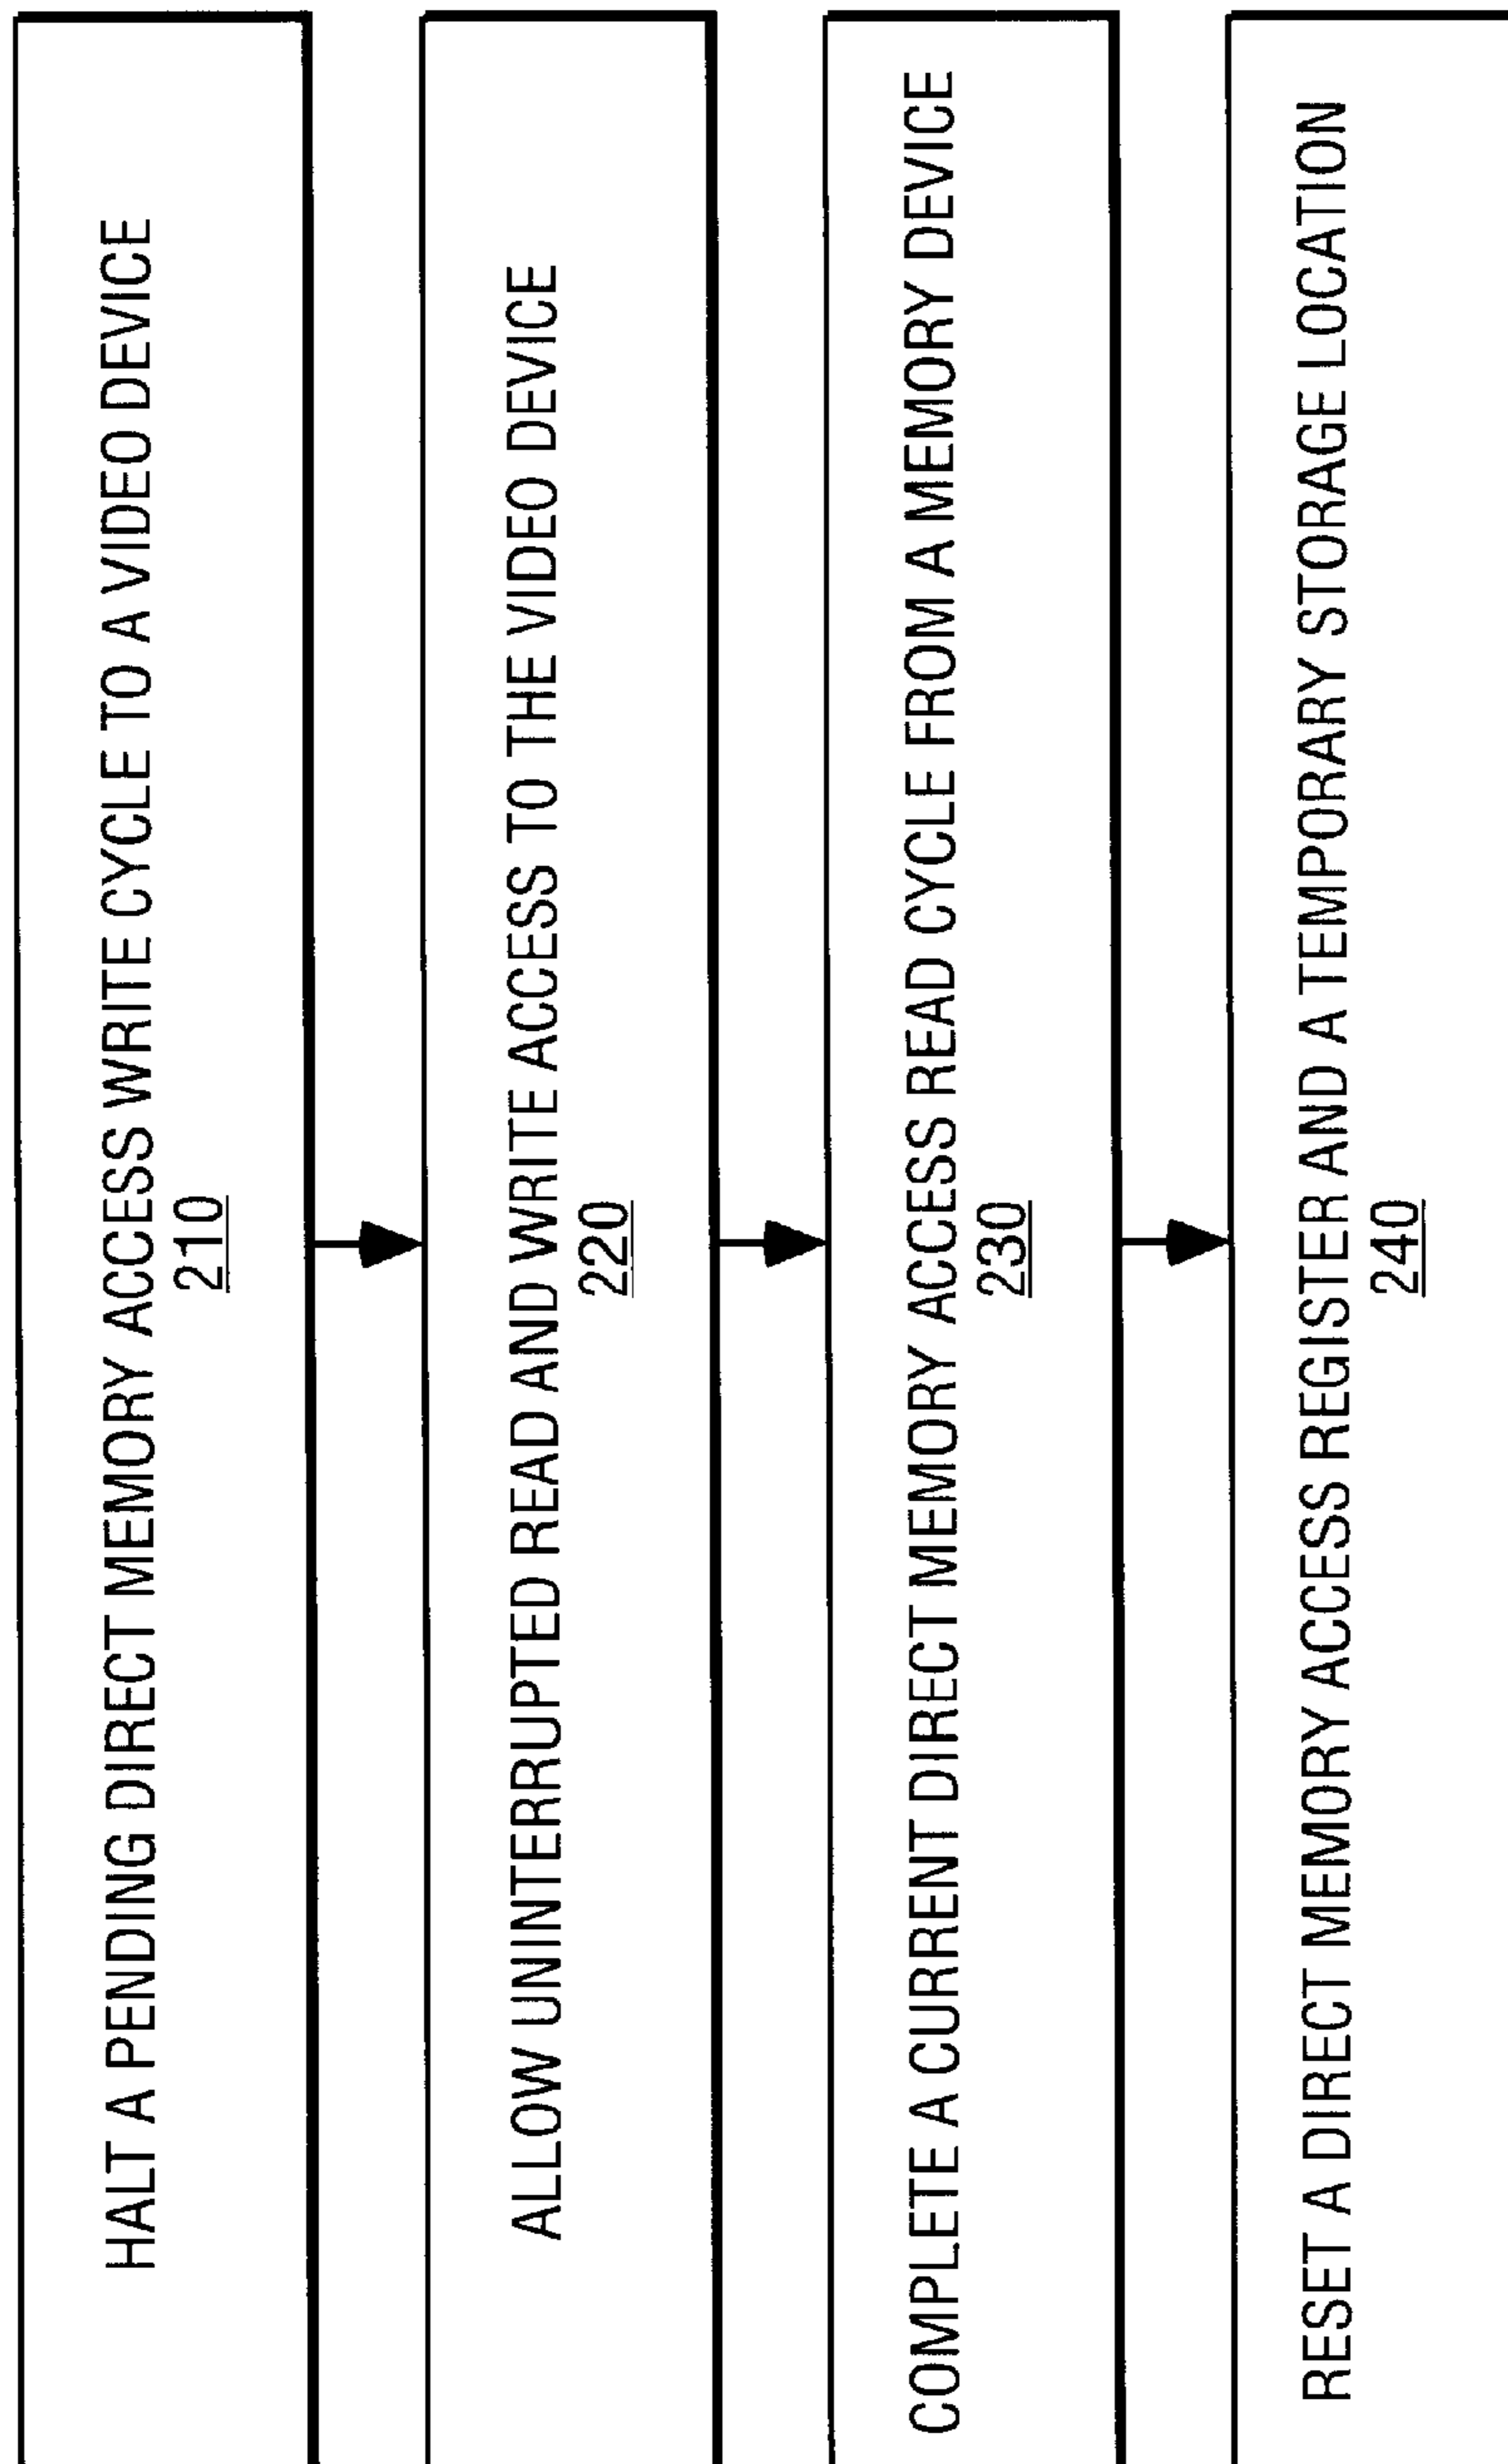 HALT A PENDING DIRECT MEMORY ACCESS WRITE CYCLE TO A VIDEO DEVICE
210
ALLOW UNINTERRUPTED READ AND WRITE ACCESS TO THE VIDEO DEVICE
220
COMPLETE A CURRENT DIRECT MEMORY ACCESS READ CYCLE FROM A MEMORY DEVICE
230
RESET A DIRECT MEMORY ACCESS REGISTER AND A TEMPORARY STORAGE LOCATION
240